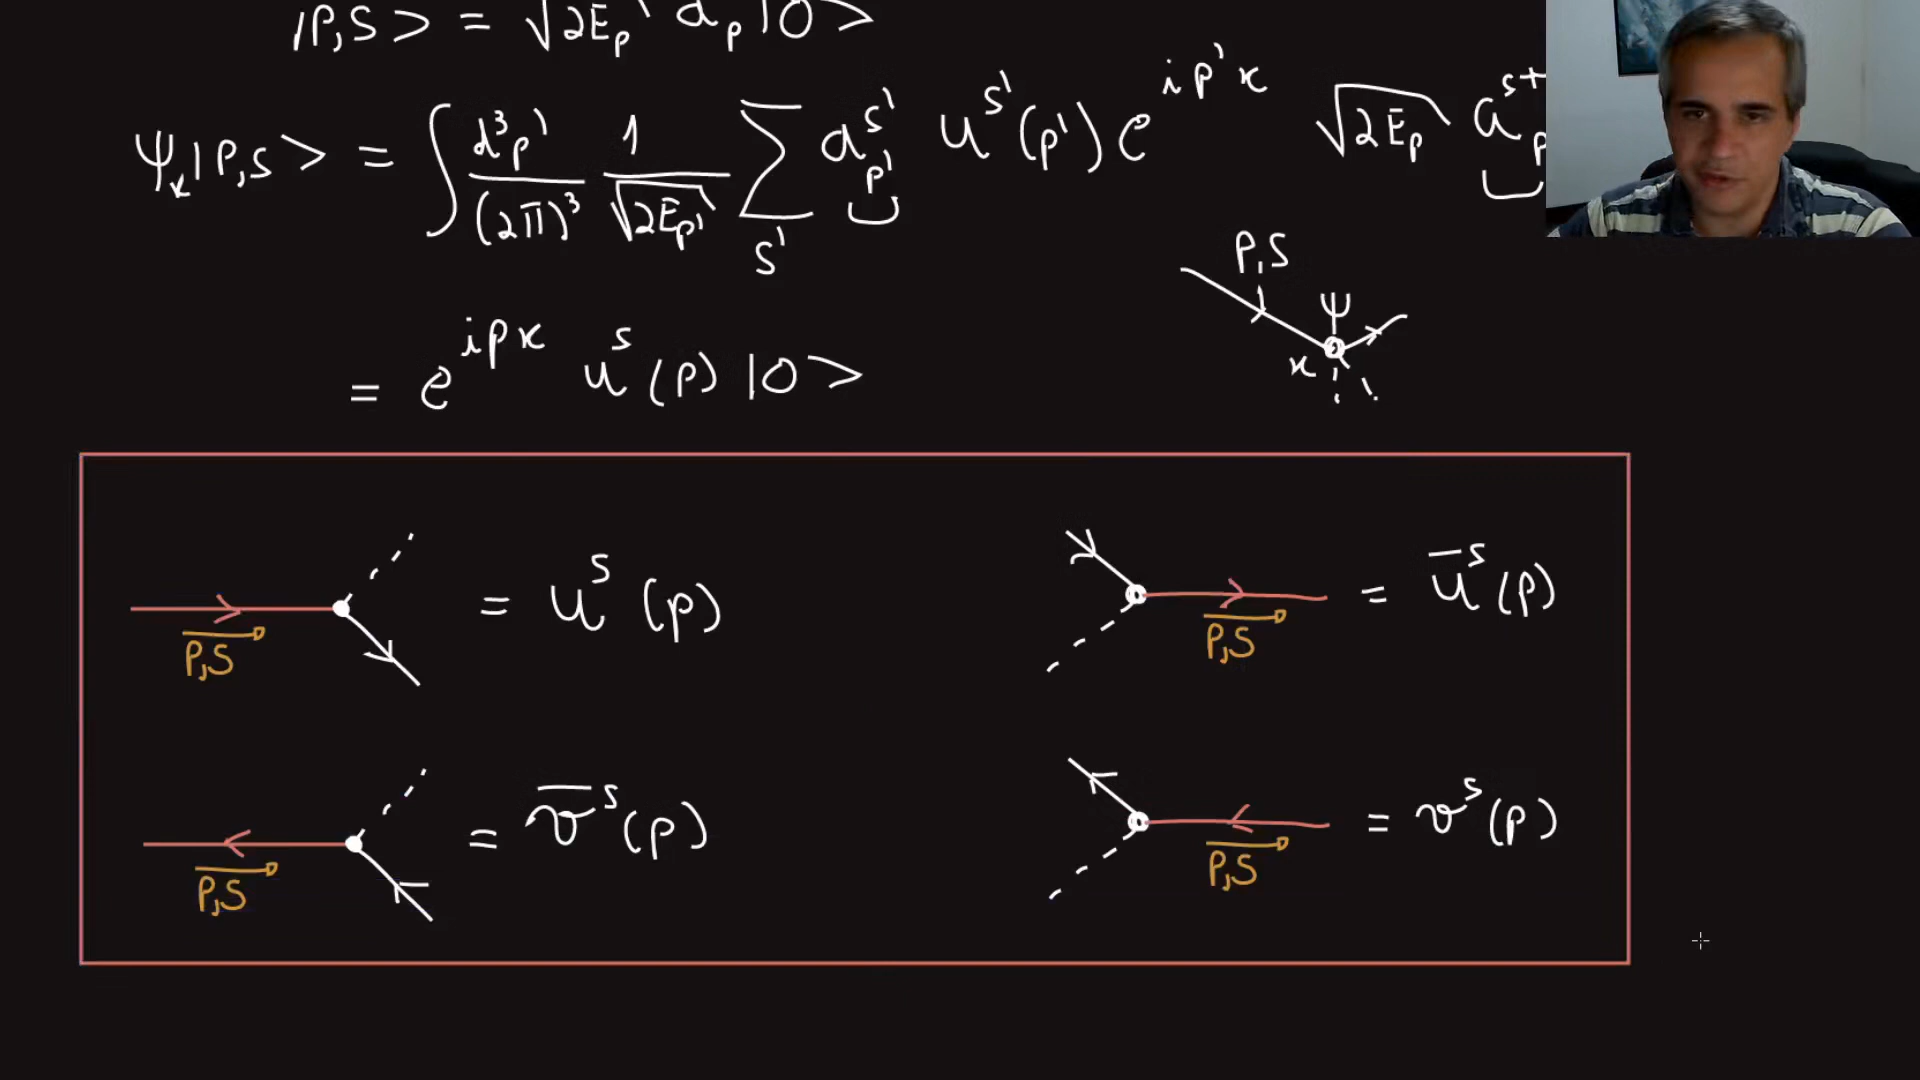 |P,S> = √2E_p a_p |0>
Ψ_x|P,S> = ∫ d³p'/(2π)³ 1/√2E_p' Σ_s' a_p'^s' u^s'(p') e^{ip'x} √2E_p a_p^{s†}
P,S
Ψ
x
= e^{ipx} u^s(p) |0>
= u^s(p)
P,S
= ū^s(p)
P,S
= v̄^s(p)
P,S
= v^s(p)
P,S